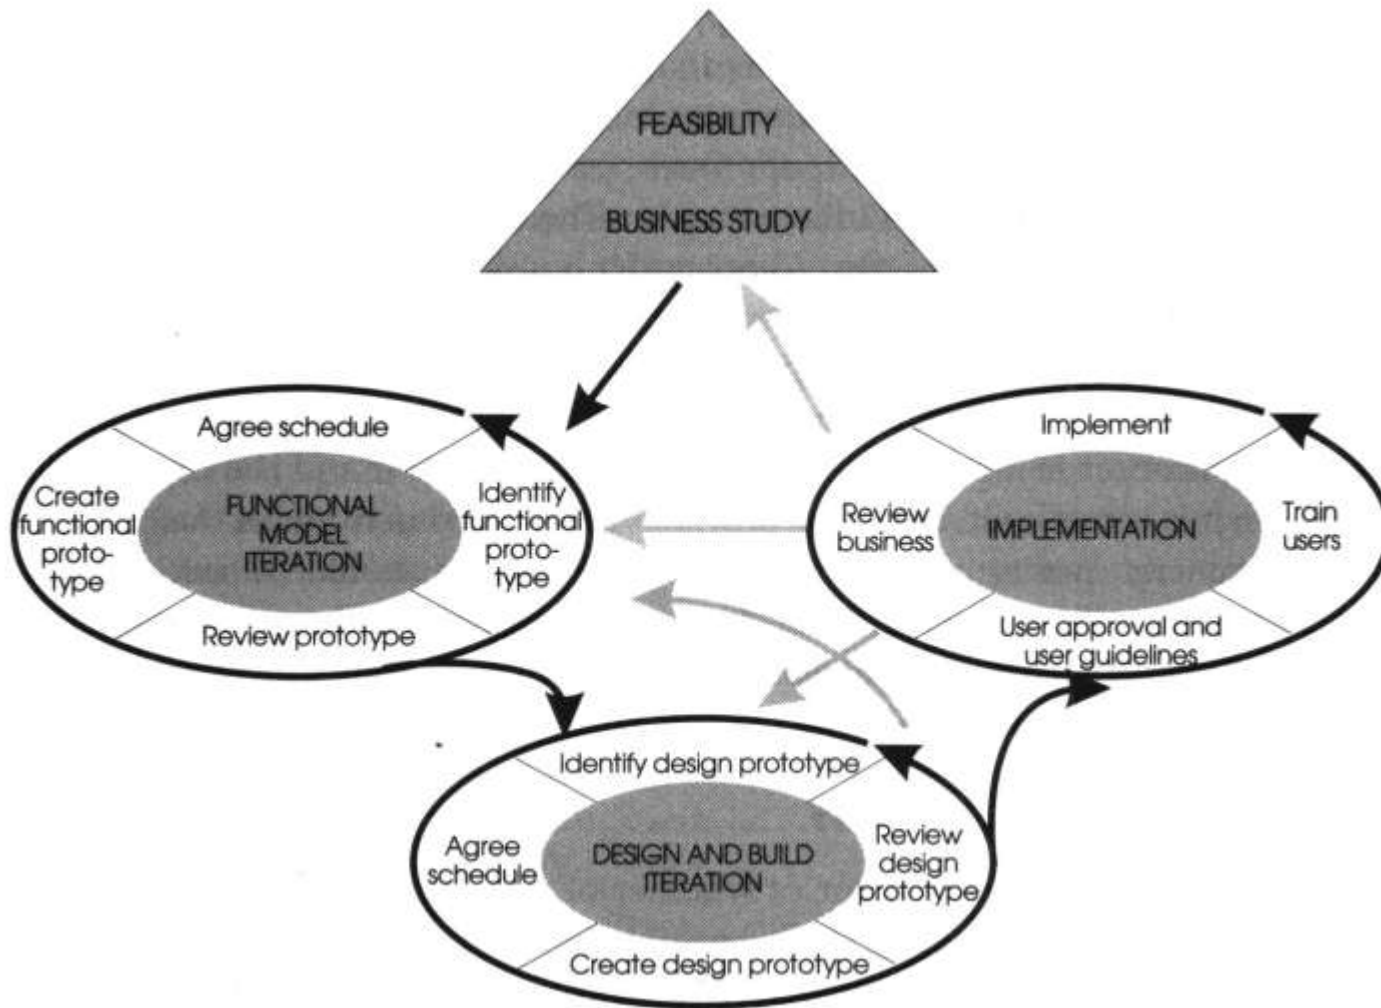 FEASIBILITY
BUSINESS STUDY
Agree schedule
Create
functional
proto-
type
FUNCTIONAL
MODEL
ITERATION
Identify
functional
proto-
type
Review prototype
Implement
Review
business
IMPLEMENTATION
Train
users
User approval and
user guidelines
Identify design prototype
Agree
schedule
DESIGN AND BUILD
ITERATION
Review
design
prototype
Create design prototype